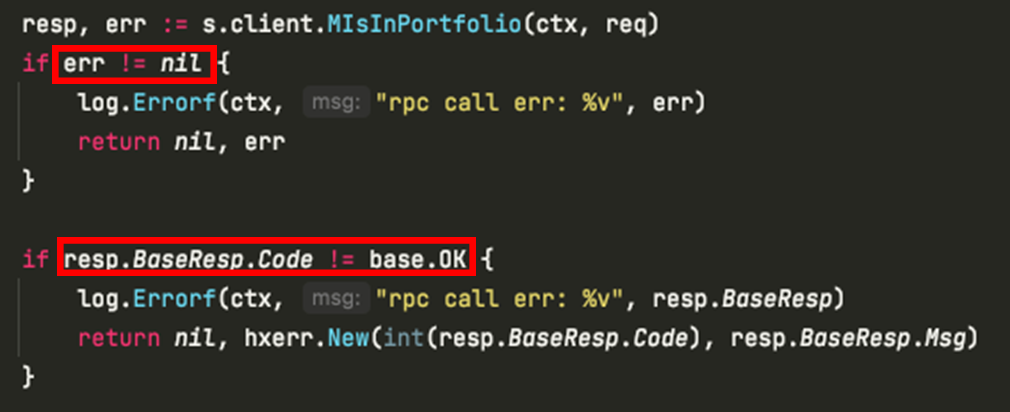 resp, err := s.client.MIsInPortfolio(ctx, req)
if err != nil {
log.Errorf(ctx, msg: "rpc call err: %v", err)
return nil, err
}
if resp.BaseResp.Code != base.OK {
log.Errorf(ctx, msg: "rpc call err: %v", resp.BaseResp)
return nil, hxerr.New(int(resp.BaseResp.Code), resp.BaseResp.Msg)
}